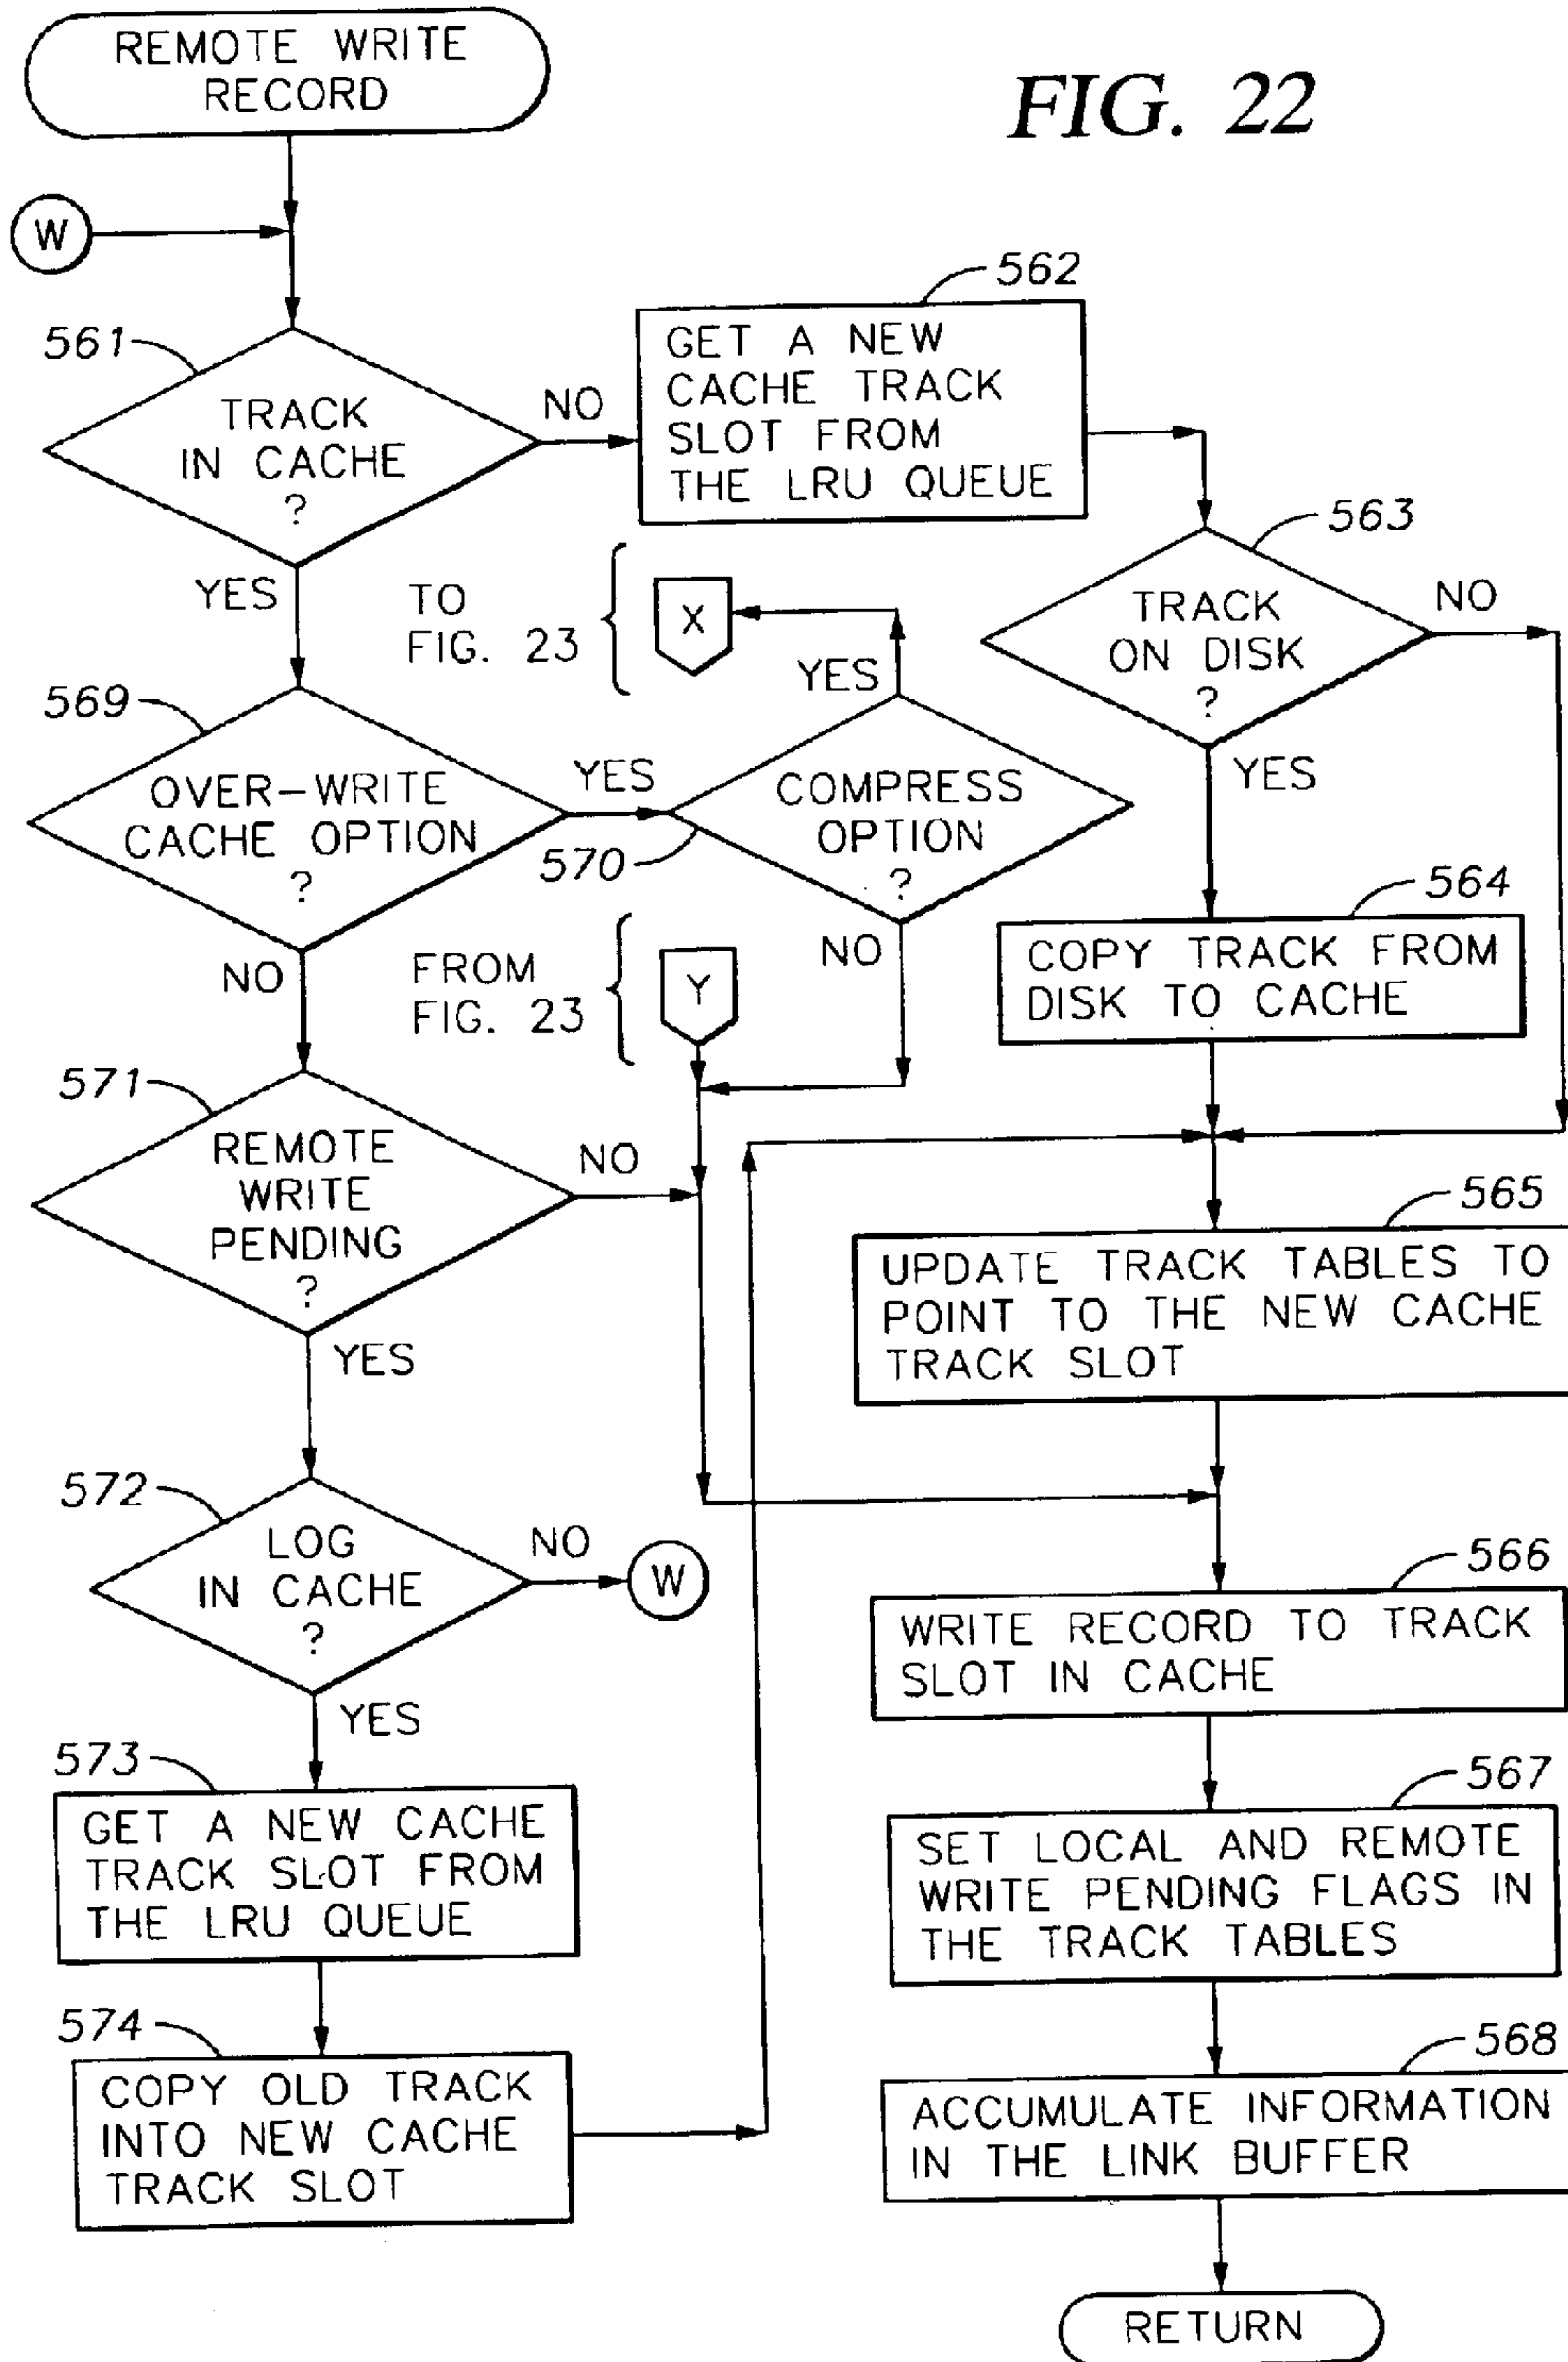 REMOTE WRITE
RECORD
FIG. 22
W
561
TRACK
IN CACHE
?
NO
YES
562
GET A NEW
CACHE TRACK
SLOT FROM
THE LRU QUEUE
563
TRACK
ON DISK
?
NO
YES
TO
FIG. 23
X
YES
569
OVER-WRITE
CACHE OPTION
?
YES
NO
570
COMPRESS
OPTION
?
NO
564
COPY TRACK FROM
DISK TO CACHE
FROM
FIG. 23
Y
571
REMOTE
WRITE
PENDING
?
NO
YES
565
UPDATE TRACK TABLES TO
POINT TO THE NEW CACHE
TRACK SLOT
572
LOG
IN CACHE
?
NO
W
YES
566
WRITE RECORD TO TRACK
SLOT IN CACHE
573
GET A NEW CACHE
TRACK SLOT FROM
THE LRU QUEUE
567
SET LOCAL AND REMOTE
WRITE PENDING FLAGS IN
THE TRACK TABLES
574
COPY OLD TRACK
INTO NEW CACHE
TRACK SLOT
568
ACCUMULATE INFORMATION
IN THE LINK BUFFER
RETURN